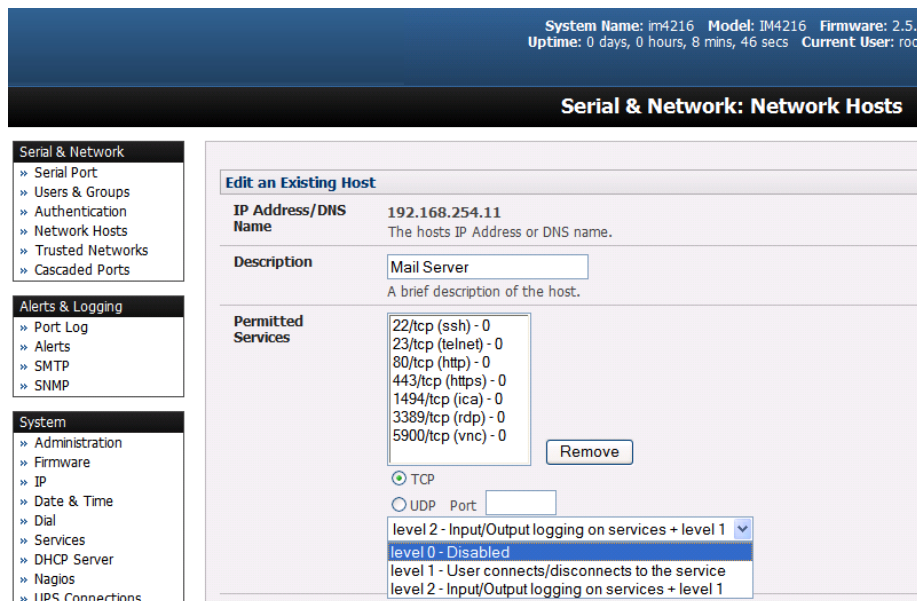 System Name: im4216 Model: IM4216 Firmware: 2.5.
Uptime: 0 days, 0 hours, 8 mins, 46 secs Current User: roo
Serial & Network: Network Hosts
Serial & Network
» Serial Port
» Users & Groups
» Authentication
» Network Hosts
» Trusted Networks
» Cascaded Ports
Alerts & Logging
» Port Log
» Alerts
» SMTP
» SNMP
System
» Administration
» Firmware
» IP
» Date & Time
» Dial
» Services
» DHCP Server
» Nagios
» UPS Connections
Edit an Existing Host
IP Address/DNS
Name
192.168.254.11
The hosts IP Address or DNS name.
Description
Mail Server
A brief description of the host.
Permitted
Services
22/tcp (ssh) - 0
23/tcp (telnet) - 0
80/tcp (http) - 0
443/tcp (https) - 0
1494/tcp (ica) - 0
3389/tcp (rdp) - 0
5900/tcp (vnc) - 0
Remove
TCP
UDP Port
level 2 - Input/Output logging on services + level 1
level 0 - Disabled
level 1 - User connects/disconnects to the service
level 2 - Input/Output logging on services + level 1